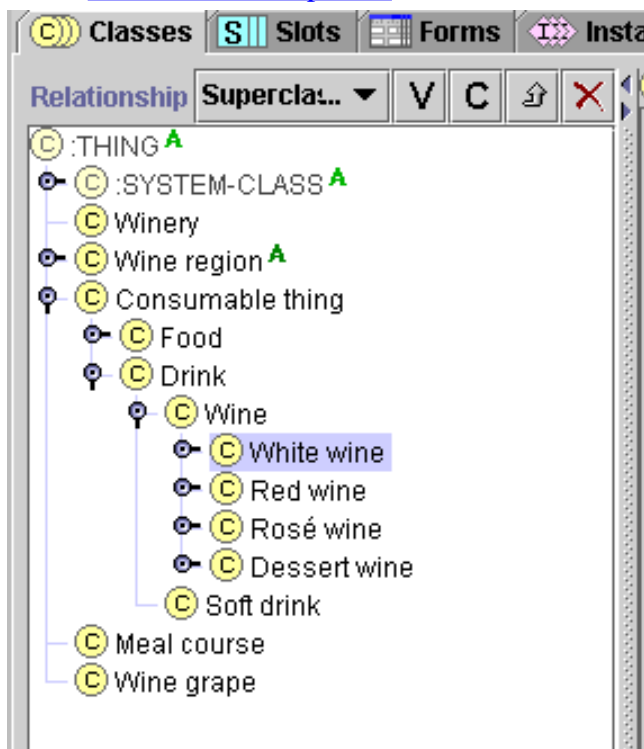 Classes S Slots Forms I Insta
Relationship Superclas... V C
C :THING A
C :SYSTEM-CLASS A
C Winery
C Wine region A
C Consumable thing
C Food
C Drink
C Wine
C White wine
C Red wine
C Rosé wine
C Dessert wine
C Soft drink
C Meal course
C Wine grape